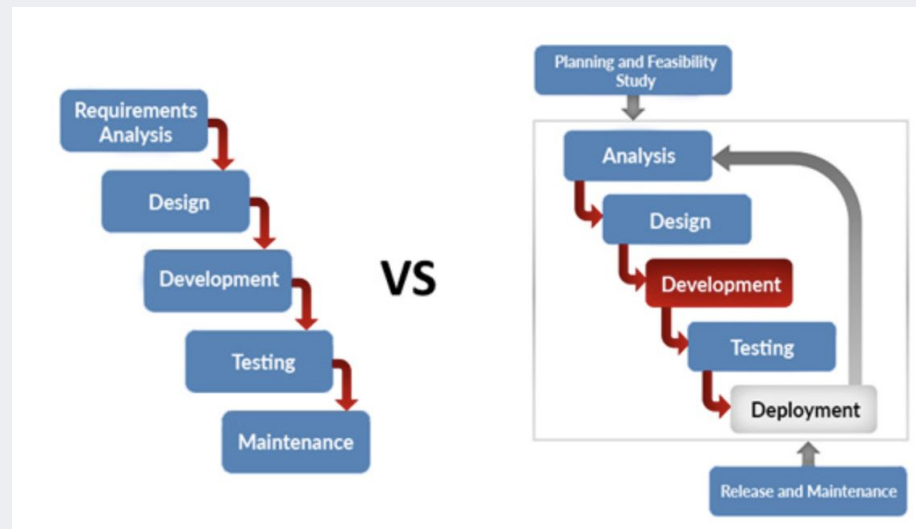 Requirements
Analysis
Design
Development
Testing
Maintenance
VS
Planning and Feasibility
Study
Analysis
Design
Development
Testing
Deployment
Release and Maintenance